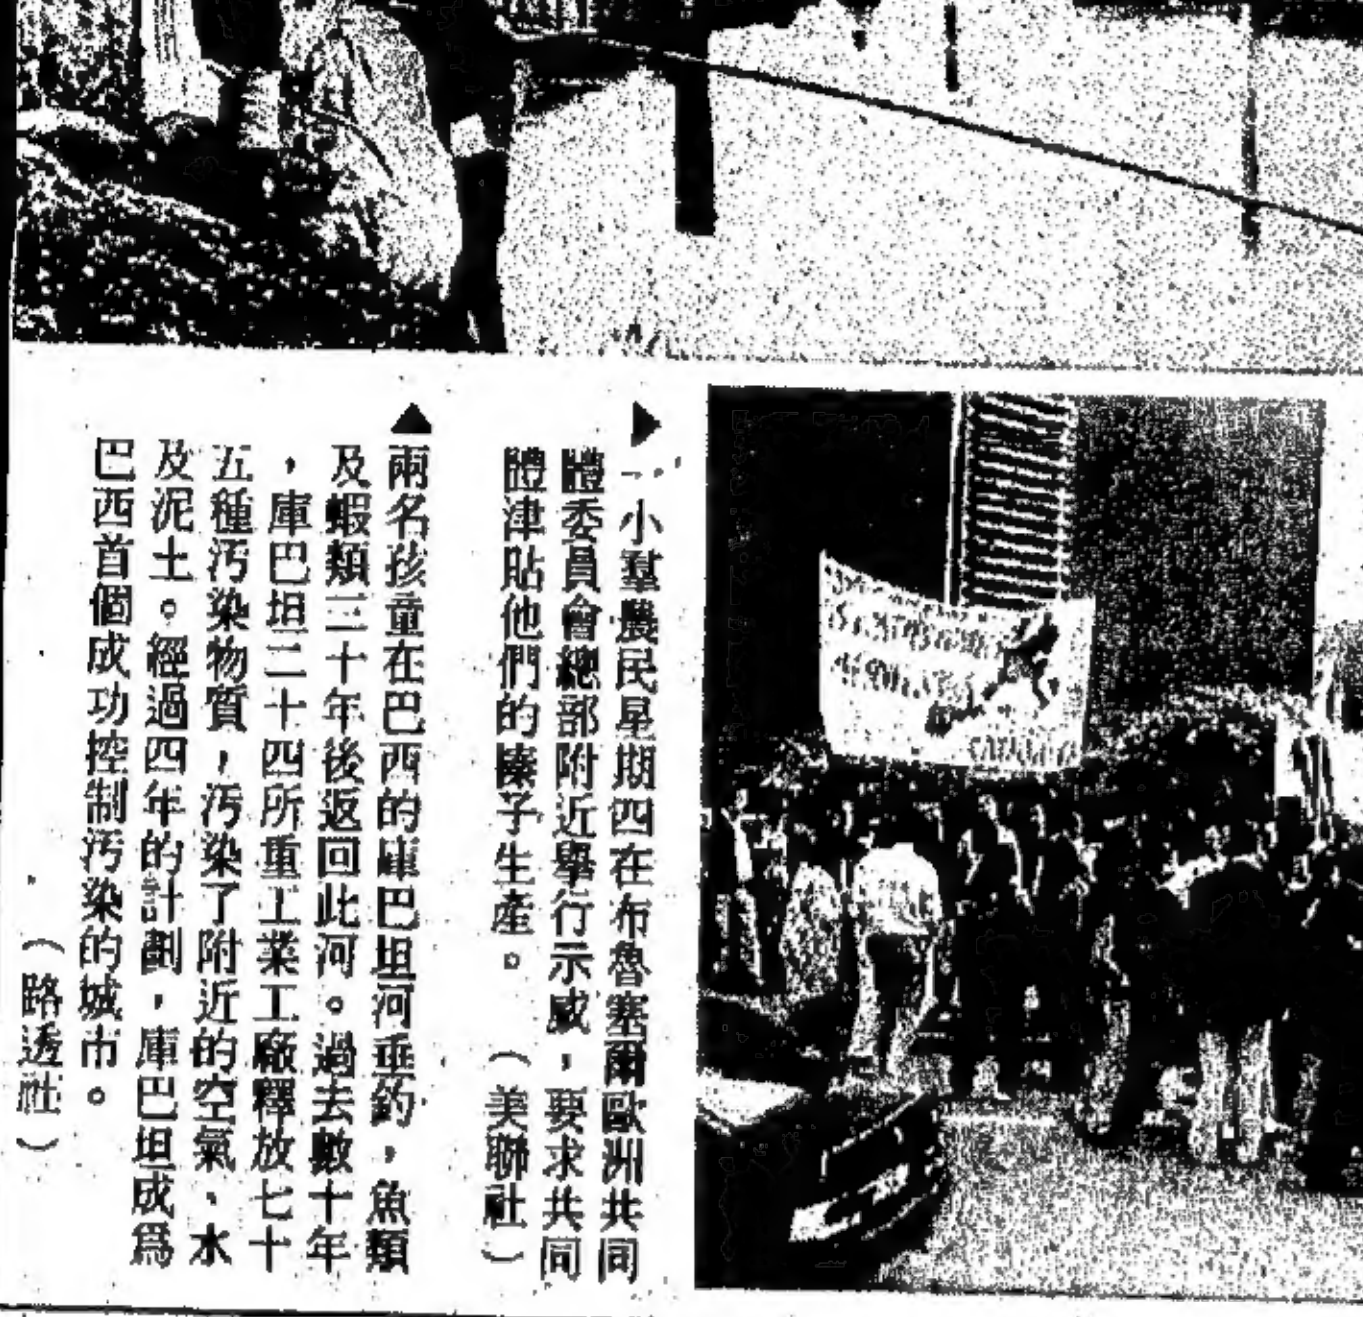 ▶一小羣農民星期四在布魯塞爾歐洲共同
體委員會總部附近舉行示威，要求共同
體津貼他們的榛子生產。（美聯社）
▲兩名孩童在巴西的庫巴坦河垂釣，魚類
及蝦類三十年後返回此河。過去數十年
，庫巴坦二十四所重工業工廠釋放七十
五種污染物質，污染了附近的空氣、水
及泥土。經過四年的計劃，庫巴坦成爲
巴西首個成功控制污染的城市。
（路透社）